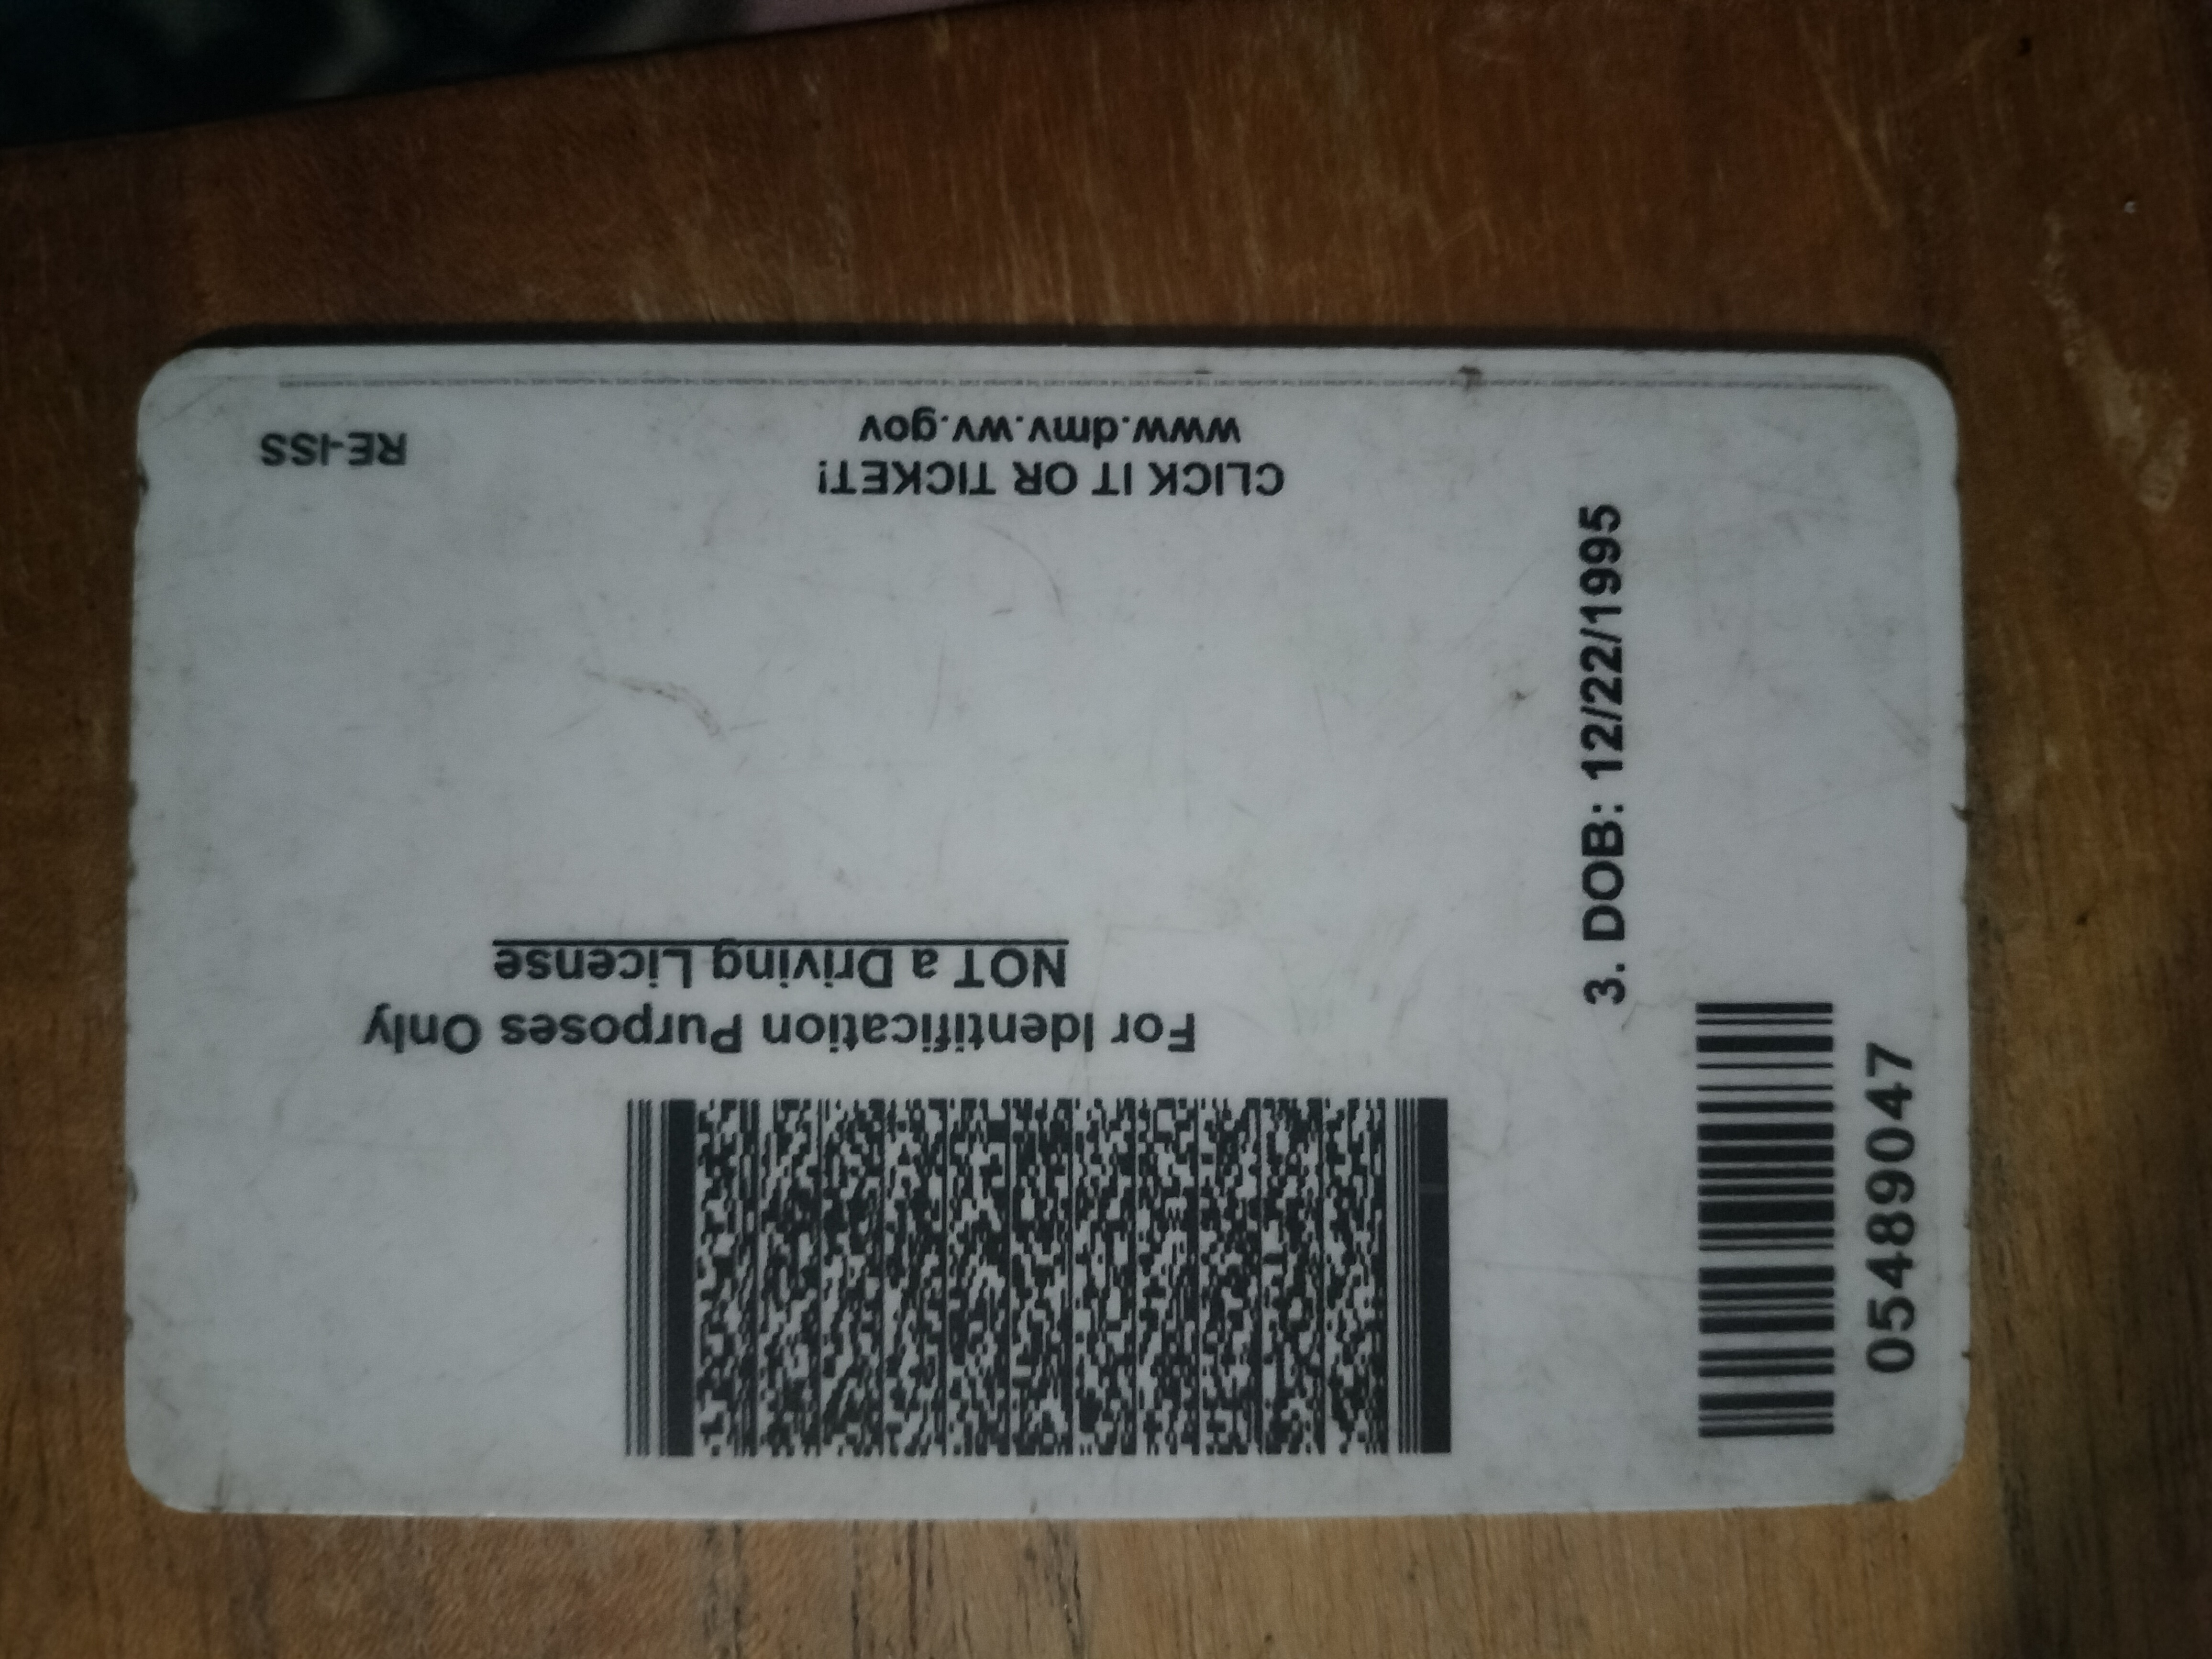 For Identification Purposes Only
NOT a Driving License
CLICK IT OR TICKET!
www.dmv.wv.gov
RE-ISS
3. DOB: 12/22/1995
05489047